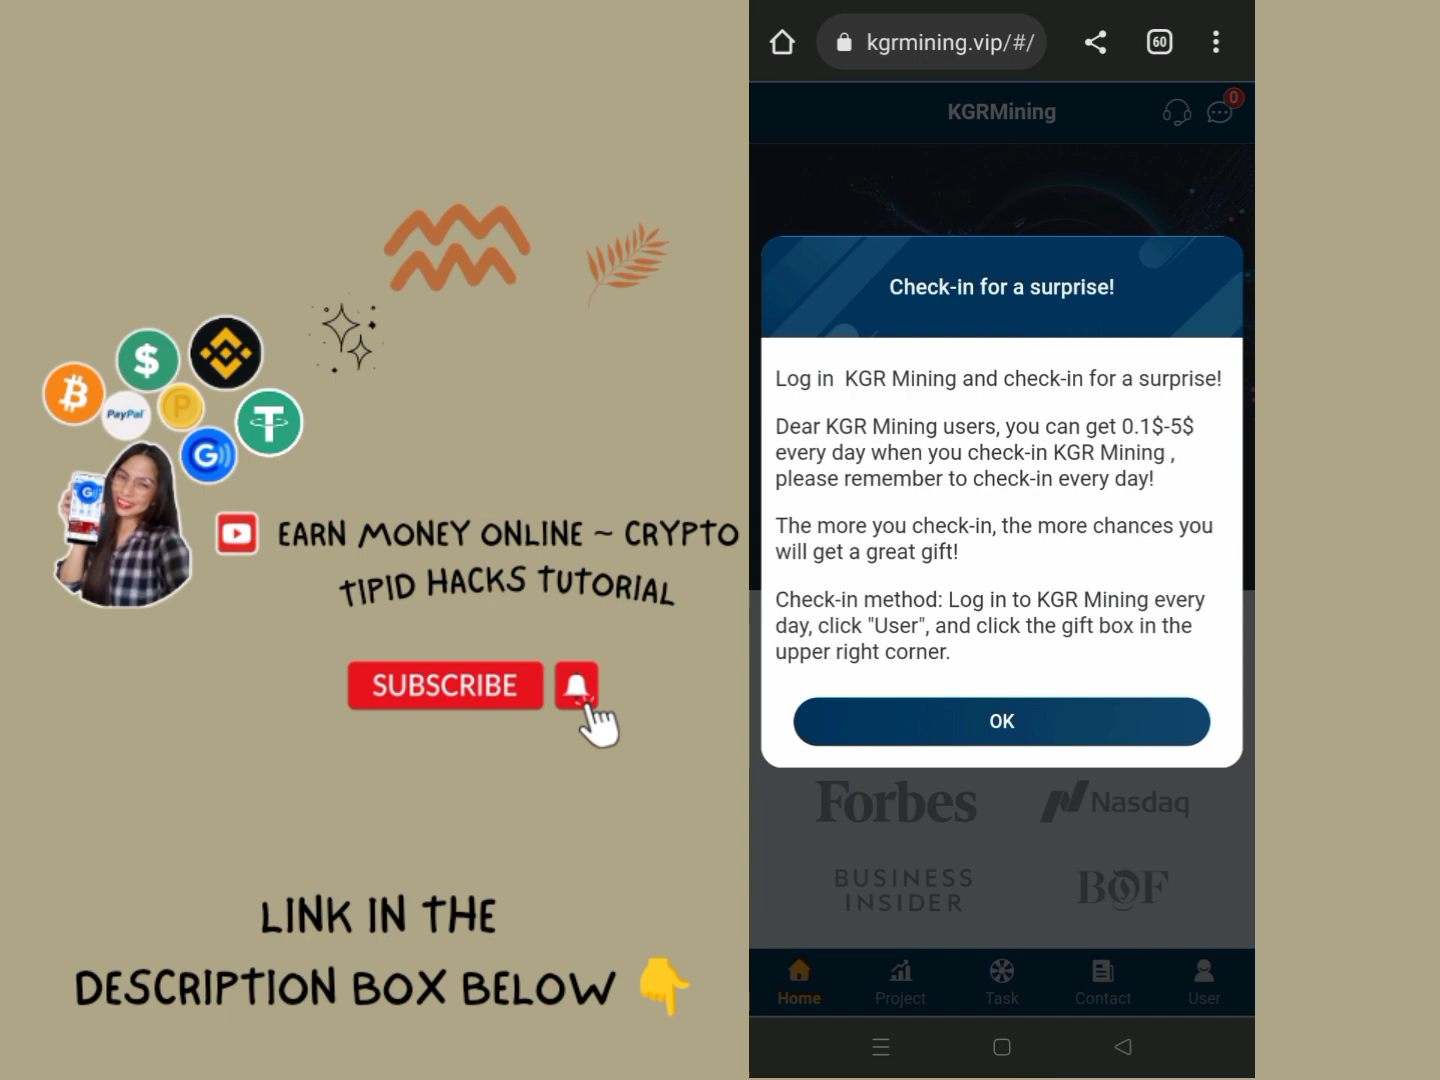 PayPal
P
G
EARN MONEY ONLINE ~ CRYPTO
TIPID HACKS TUTORIAL
SUBSCRIBE
LINK IN THE
DESCRIPTION BOX BELOW
kgrmining.vip/#/
60
KGRMining
0
Check-in for a surprise!
Log in  KGR Mining and check-in for a surprise!
Dear KGR Mining users, you can get 0.1$-5$
every day when you check-in KGR Mining ,
please remember to check-in every day!
The more you check-in, the more chances you
will get a great gift!
Check-in method: Log in to KGR Mining every
day, click "User", and click the gift box in the
upper right corner.
OK
Forbes
Nasdaq
BUSINESS
INSIDER
BOF
Home
Project
Task
Contact
User